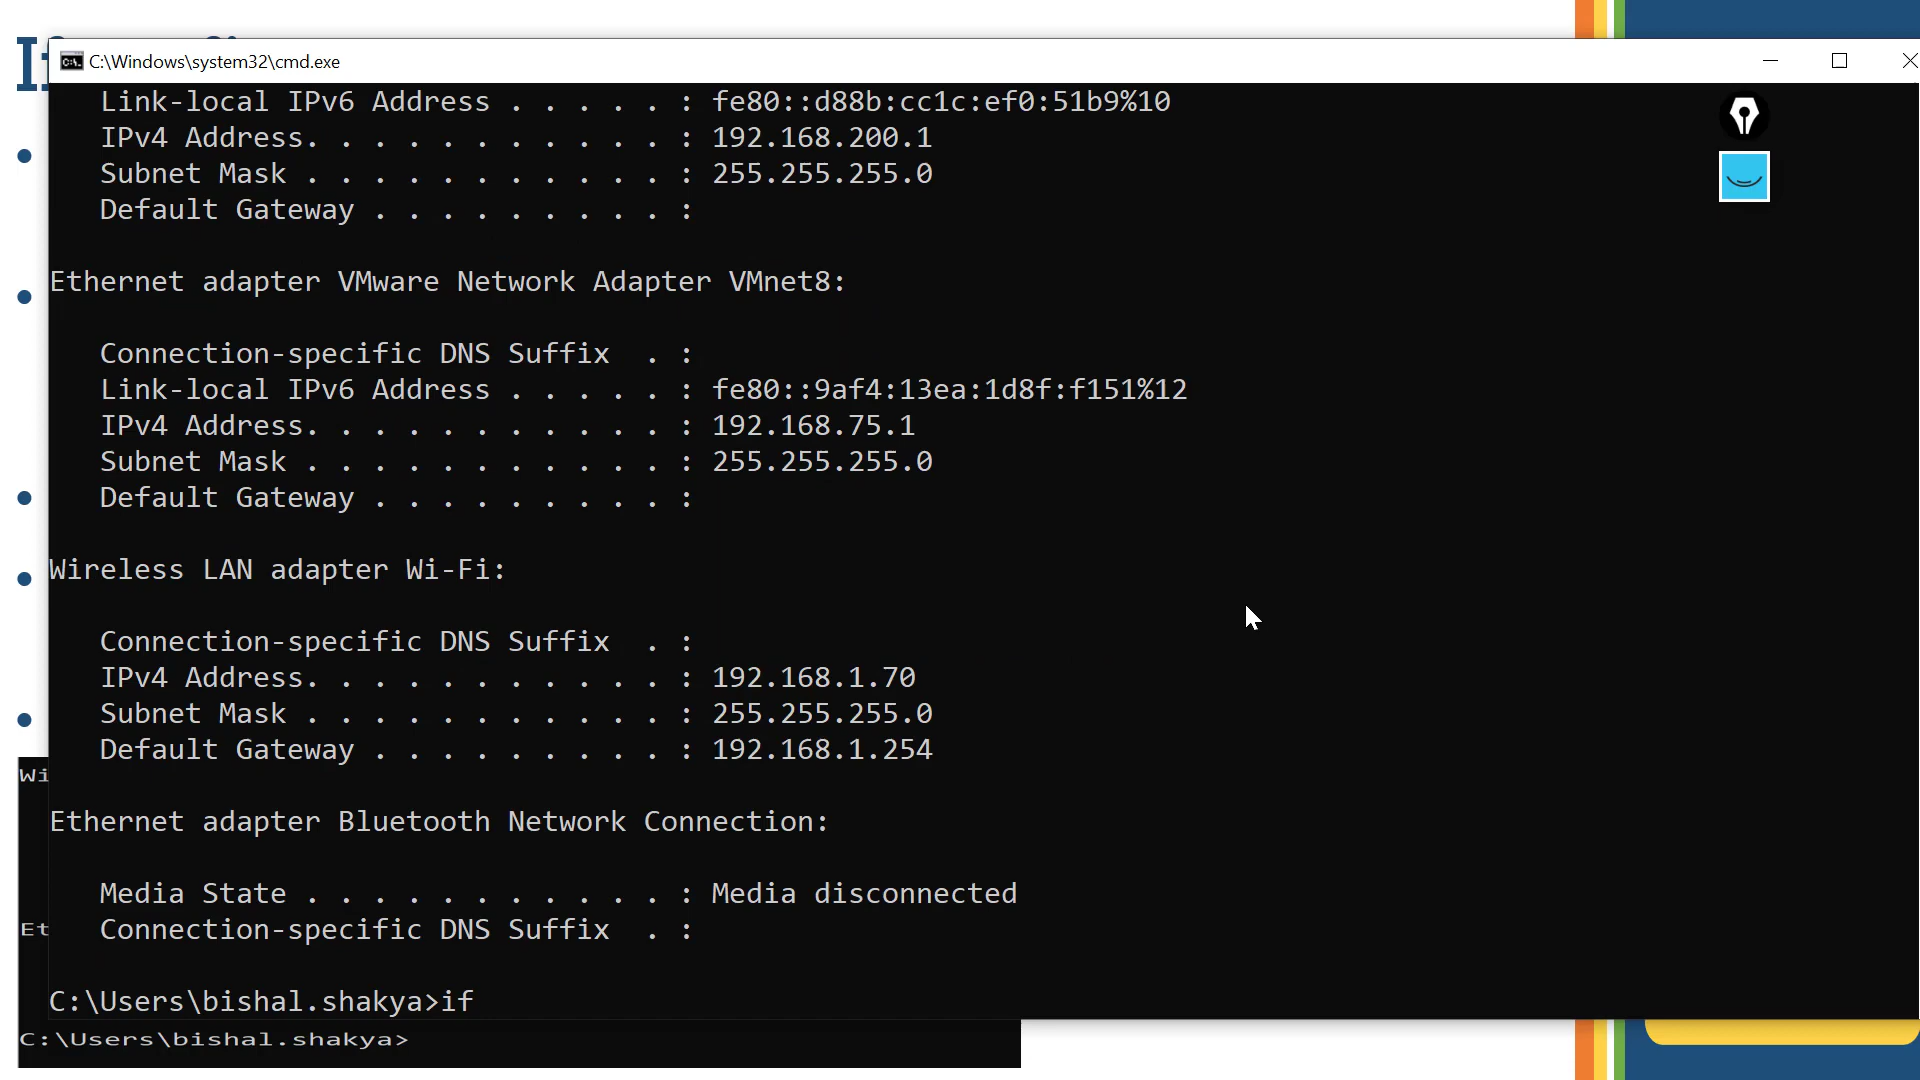 C:\Windows\system32\cmd.exe
Link-local IPv6 Address . . . . . : fe80::d88b:cc1c:ef0:51b9%10
IPv4 Address. . . . . . . . . . . : 192.168.200.1
Subnet Mask . . . . . . . . . . . : 255.255.255.0
Default Gateway . . . . . . . . . :
Ethernet adapter VMware Network Adapter VMnet8:
Connection-specific DNS Suffix  . :
Link-local IPv6 Address . . . . . : fe80::9af4:13ea:1d8f:f151%12
IPv4 Address. . . . . . . . . . . : 192.168.75.1
Subnet Mask . . . . . . . . . . . : 255.255.255.0
Default Gateway . . . . . . . . . :
Wireless LAN adapter Wi-Fi:
Connection-specific DNS Suffix  . :
IPv4 Address. . . . . . . . . . . : 192.168.1.70
Subnet Mask . . . . . . . . . . . : 255.255.255.0
Default Gateway . . . . . . . . . : 192.168.1.254
Ethernet adapter Bluetooth Network Connection:
Media State . . . . . . . . . . . : Media disconnected
Connection-specific DNS Suffix  . :
C:\Users\bishal.shakya>if
Wi
Et
C:\Users\bishal.shakya>